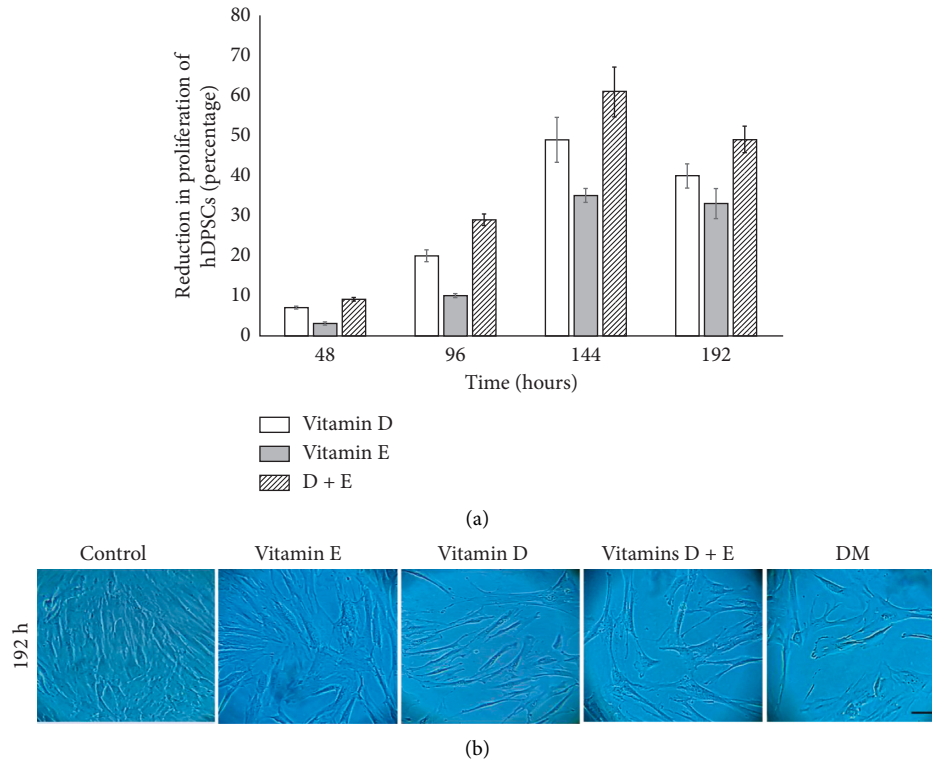 80
70
60
50
40
30
20
10
0
Reduction in proliferation of
hDPSCs (percentage)
48 96 144 192
Time (hours)
Vitamin D
Vitamin E
D + E
(a)
Control Vitamin E Vitamin D Vitamins D + E DM
192 h
(b)